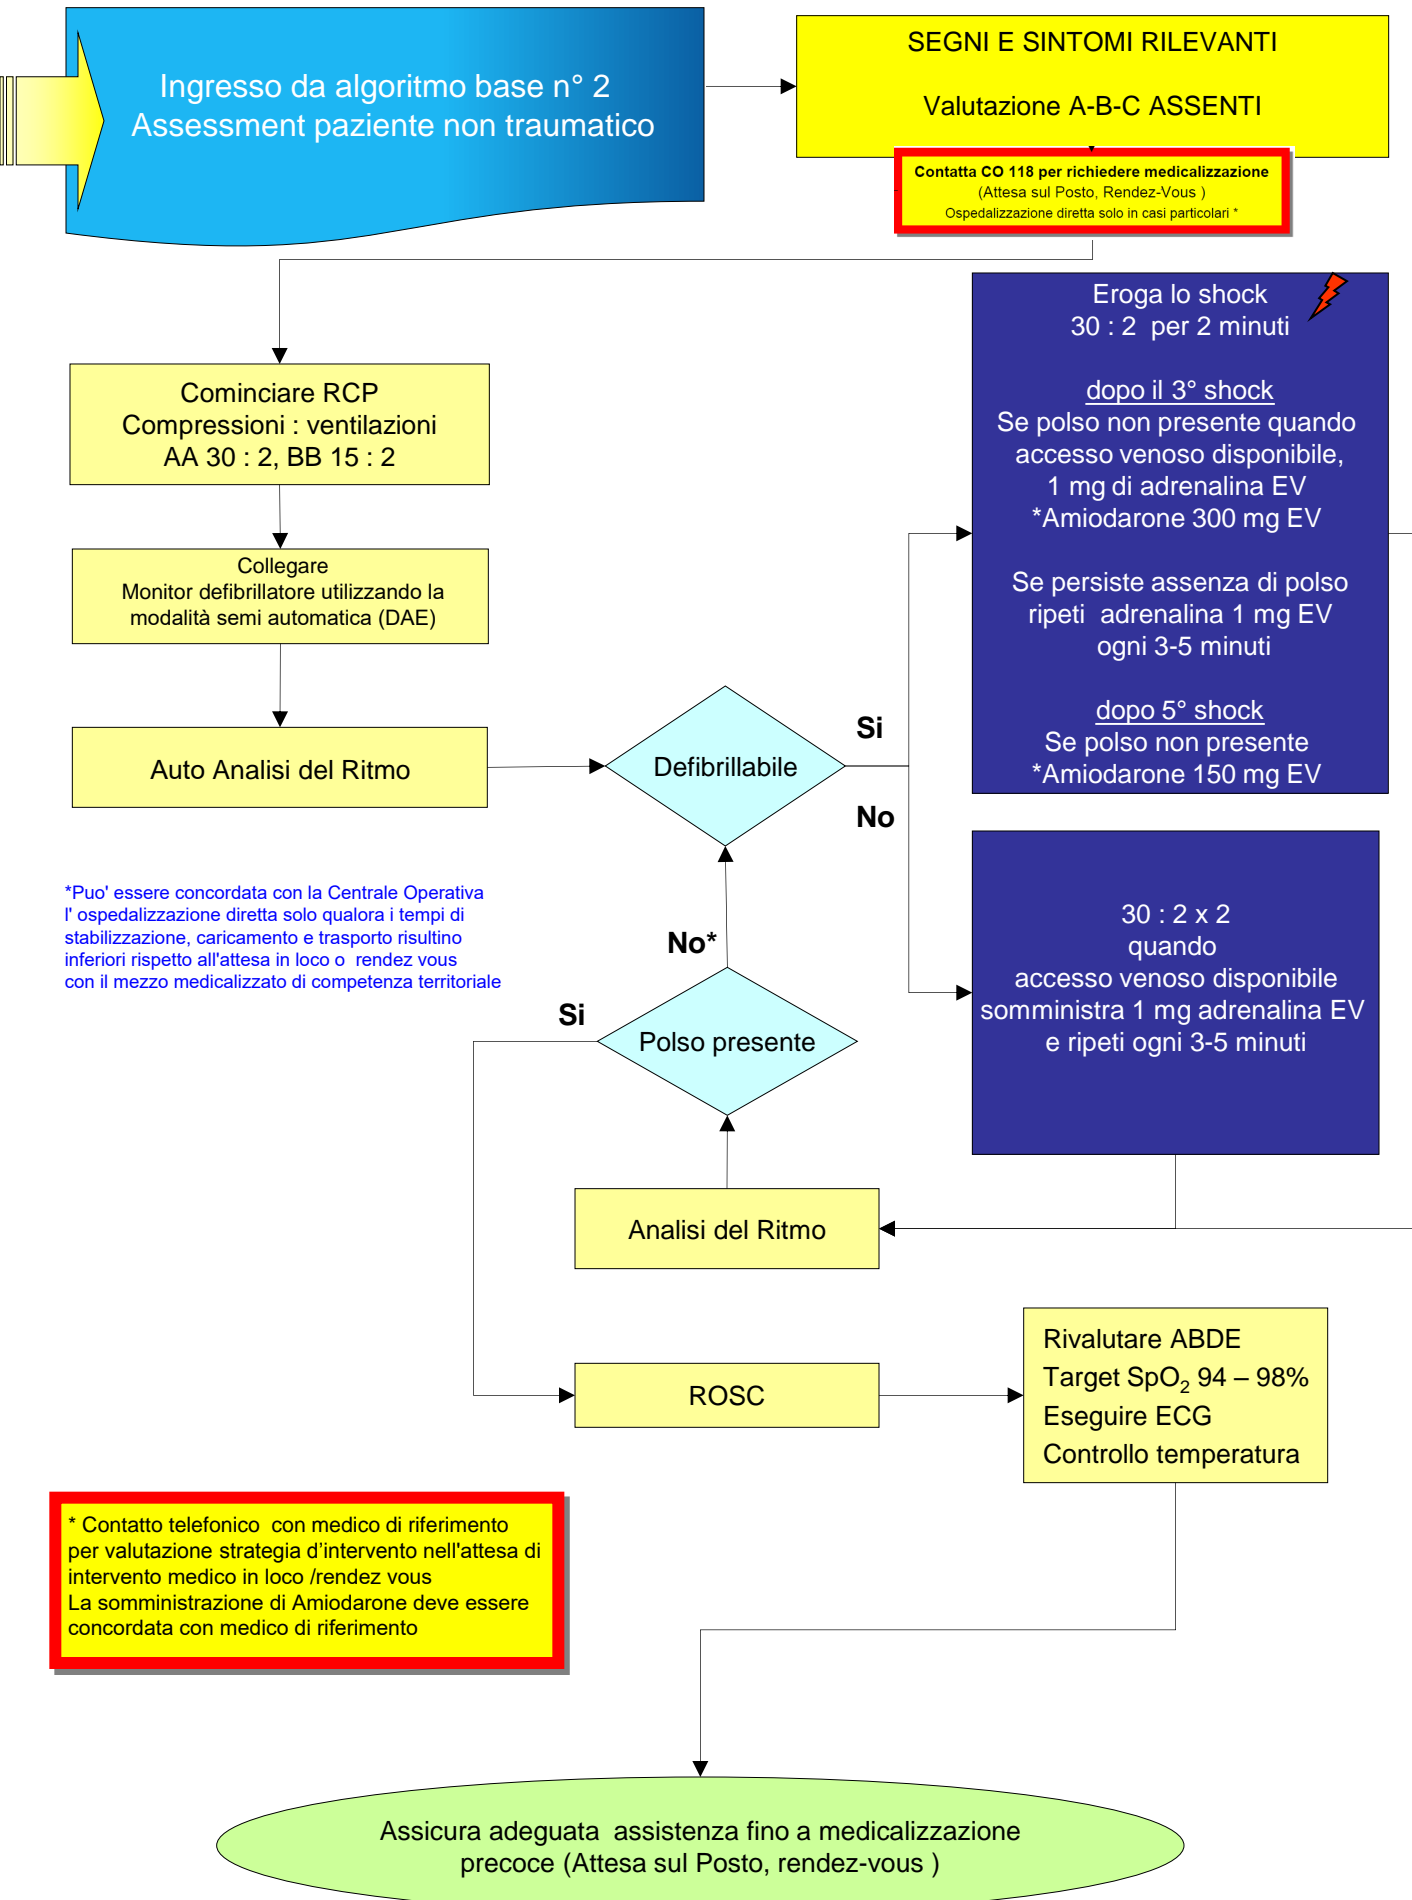 Ingresso da algoritmo base n° 2
Assessment paziente non traumatico
SEGNI E SINTOMI RILEVANTI
Valutazione A-B-C ASSENTI
Contatta CO 118 per richiedere medicalizzazione
(Attesa sul Posto, Rendez-Vous )
Ospedalizzazione diretta solo in casi particolari *
Cominciare RCP
Compressioni : ventilazioni
AA 30 : 2, BB 15 : 2
Collegare
Monitor defibrillatore utilizzando la
modalità semi automatica (DAE)
Auto Analisi del Ritmo
Defibrillabile
Si
No
Eroga lo shock
30 : 2 per 2 minuti
dopo il 3° shock
Se polso non presente quando
accesso venoso disponibile,
1 mg di adrenalina EV
*Amiodarone 300 mg EV
Se persiste assenza di polso
ripeti adrenalina 1 mg EV
ogni 3-5 minuti
dopo 5° shock
Se polso non presente
*Amiodarone 150 mg EV
30 : 2 x 2
quando
accesso venoso disponibile
somministra 1 mg adrenalina EV
e ripeti ogni 3-5 minuti
*Puo' essere concordata con la Centrale Operativa
l' ospedalizzazione diretta solo qualora i tempi di
stabilizzazione, caricamento e trasporto risultino
inferiori rispetto all'attesa in loco o rendez vous
con il mezzo medicalizzato di competenza territoriale
No*
Si
Polso presente
Analisi del Ritmo
ROSC
Rivalutare ABDE
Target SpO₂ 94 – 98%
Eseguire ECG
Controllo temperatura
* Contatto telefonico con medico di riferimento
per valutazione strategia d'intervento nell'attesa di
intervento medico in loco /rendez vous
La somministrazione di Amiodarone deve essere
concordata con medico di riferimento
Assicura adeguata assistenza fino a medicalizzazione
precoce (Attesa sul Posto, rendez-vous )